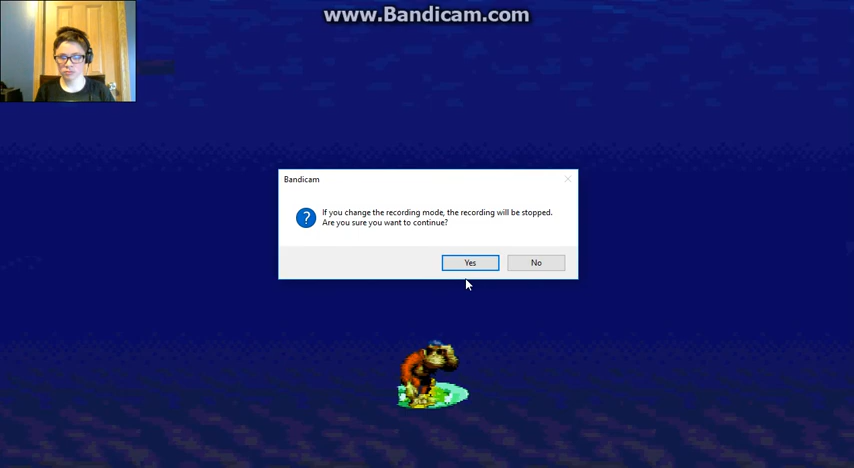 www.Bandicam.com
Bandicam
If you change the recording mode, the recording will be stopped.
Are you sure you want to continue?
Yes
No